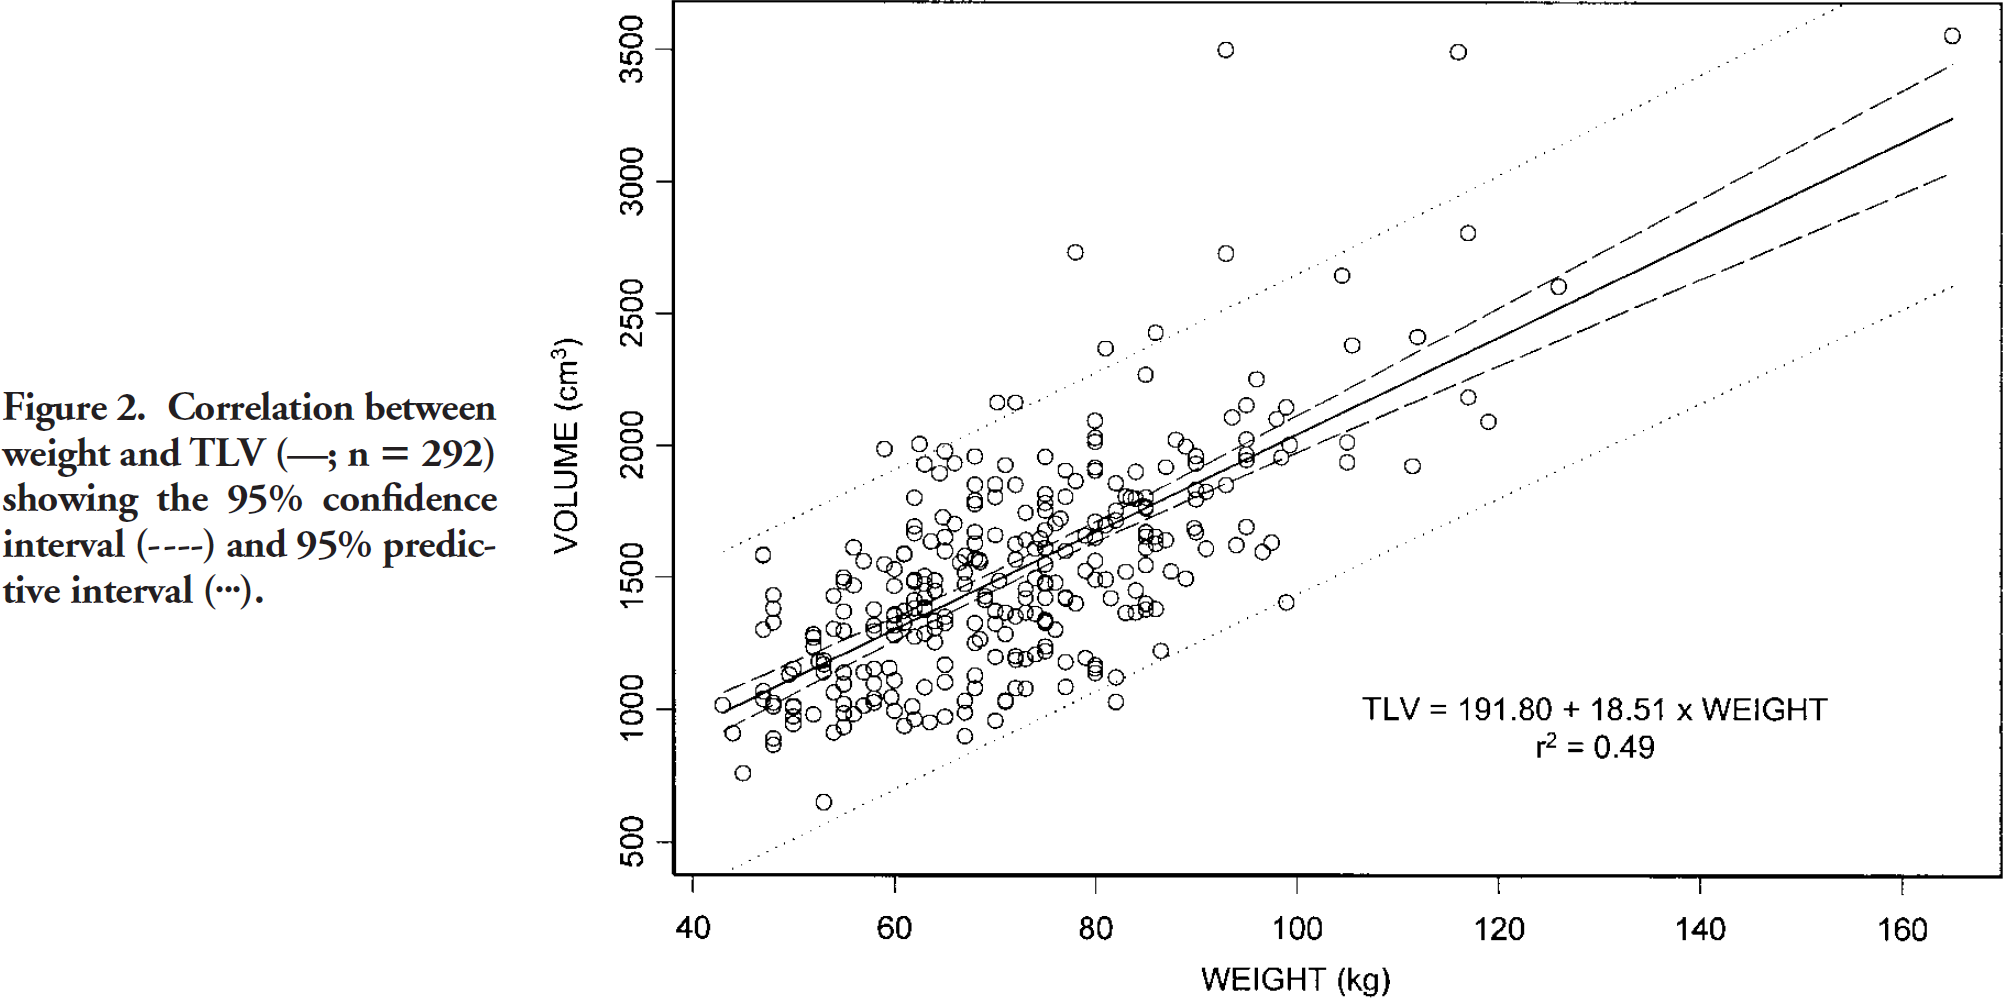 Figure 2. Correlation between
weight and TLV (—; n = 292)
showing the 95% confidence
interval (----) and 95% predic-
tive interval (···).
VOLUME (cm³)
3500
3000
2500
2000
1500
1000
500
TLV = 191.80 + 18.51 x WEIGHT
r² = 0.49
40 60 80 100 120 140 160
WEIGHT (kg)